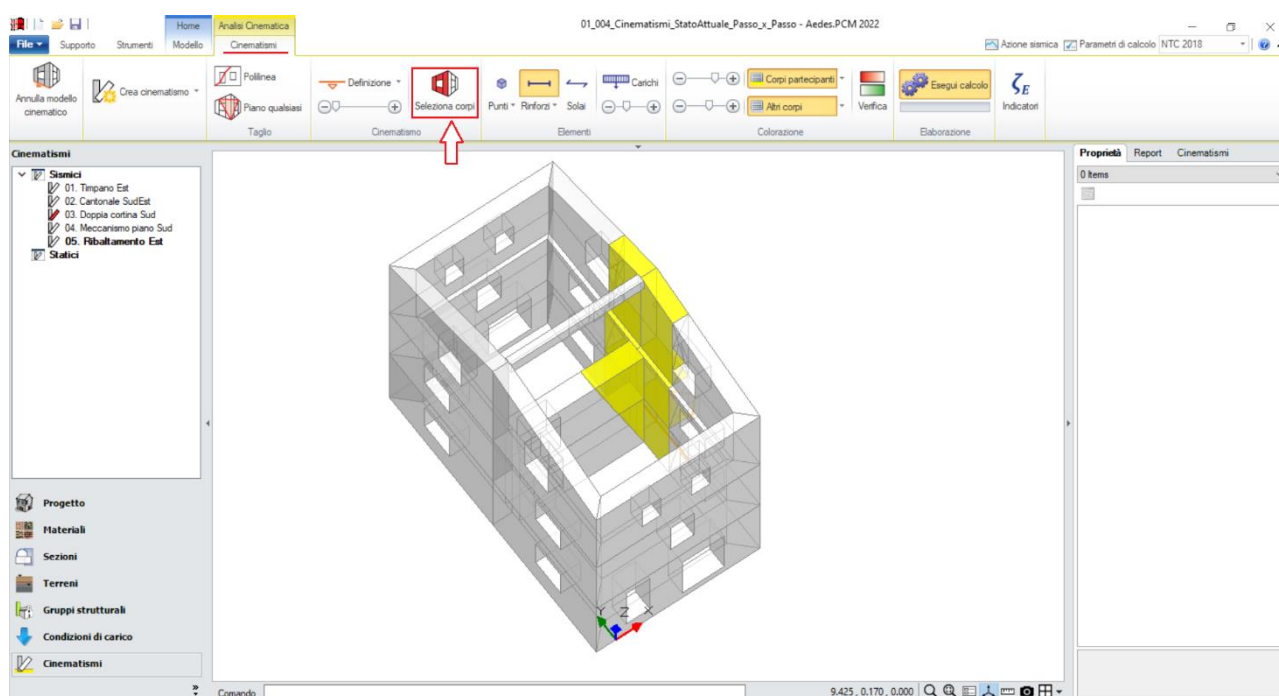 01_004_Cinematismi_StatoAttuale_Passo_x_Passo - Aedes.PCM 2022
Home
Analisi Cinematica
File
Supporto
Strumenti
Modello
Cinematismi
Azione sismica
Parametri di calcolo
NTC 2018
Annulla modello
cinematico
Crea cinematismo
Polilinea
Piano qualsiasi
Taglio
Definizione
Seleziona corpi
Cinematismo
Punti
Rinforzi
Solai
Carichi
Elementi
Corpi partecipanti
Altri corpi
Verifica
Colorazione
Esegui calcolo
Elaborazione
ζE
Indicatori
Cinematismi
Sismici
01. Timpano Est
02. Cantonale SudEst
03. Doppia cortina Sud
04. Meccanismo piano Sud
05. Ribaltamento Est
Statici
Progetto
Materiali
Sezioni
Terreni
Gruppi strutturali
Condizioni di carico
Cinematismi
Y Z X
Proprietà
Report
Cinematismi
0 Items
Comando
9.425 , 0.170 , 0.000